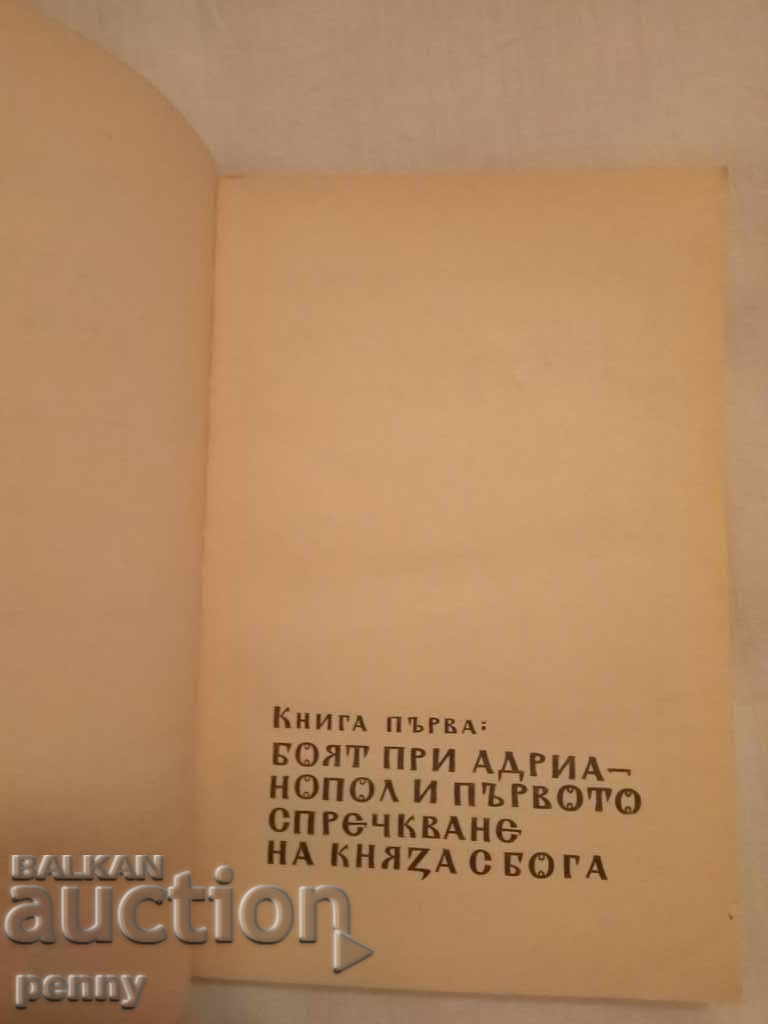 Книга първа:
БОЯТ ПРИ АДРИА-
НОПОЛ И ПЪРВОТО
СПРЕЧКВАНЕ
НА КНЯЗА С БОГА
BALKAN
auction
penny